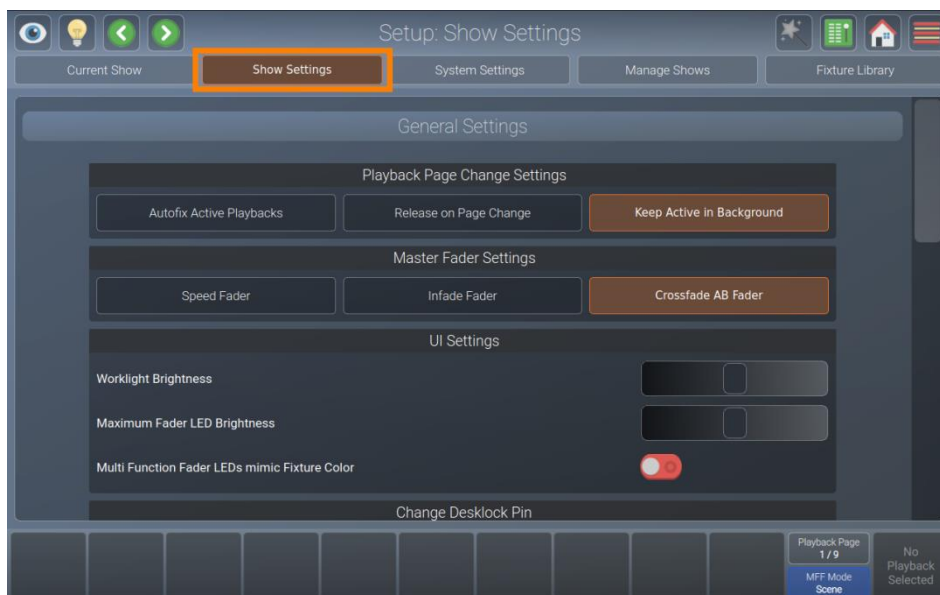 Setup: Show Settings
Current Show
Show Settings
System Settings
Manage Shows
Fixture Library
General Settings
Playback Page Change Settings
Autofix Active Playbacks
Release on Page Change
Keep Active in Background
Master Fader Settings
Speed Fader
Infade Fader
Crossfade AB Fader
UI Settings
Worklight Brightness
Maximum Fader LED Brightness
Multi Function Fader LEDs mimic Fixture Color
Change Desklock Pin
Playback Page
1 / 9
MFF Mode
Scene
No
Playback
Selected